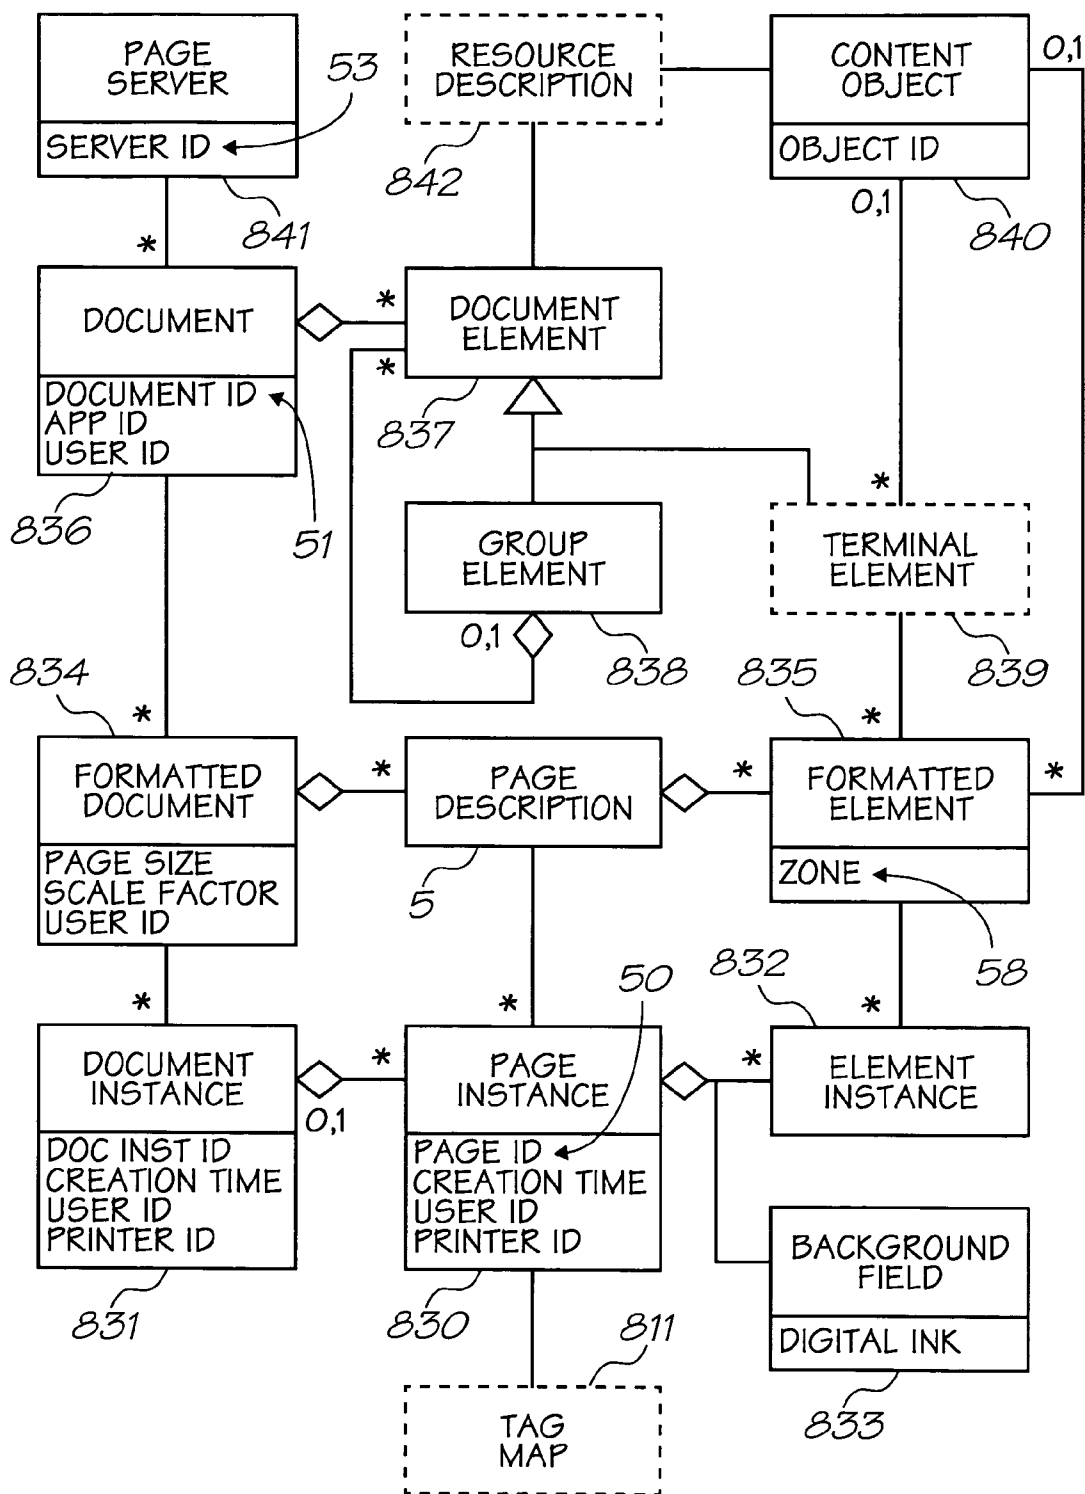 PAGE
SERVER
SERVER ID
53
841
*
RESOURCE
DESCRIPTION
842
CONTENT
OBJECT
OBJECT ID
0,1
0,1
840
DOCUMENT
DOCUMENT ID
APP ID
USER ID
836
51
*
*
DOCUMENT
ELEMENT
837
GROUP
ELEMENT
0,1
838
*
TERMINAL
ELEMENT
839
834
*
FORMATTED
DOCUMENT
PAGE SIZE
SCALE FACTOR
USER ID
*
PAGE
DESCRIPTION
5
835
*
*
*
FORMATTED
ELEMENT
ZONE
58
*
DOCUMENT
INSTANCE
0,1
DOC INST ID
CREATION TIME
USER ID
PRINTER ID
831
*
*
50
PAGE
INSTANCE
PAGE ID
CREATION TIME
USER ID
PRINTER ID
830
832
*
*
ELEMENT
INSTANCE
BACKGROUND
FIELD
DIGITAL INK
833
811
TAG
MAP